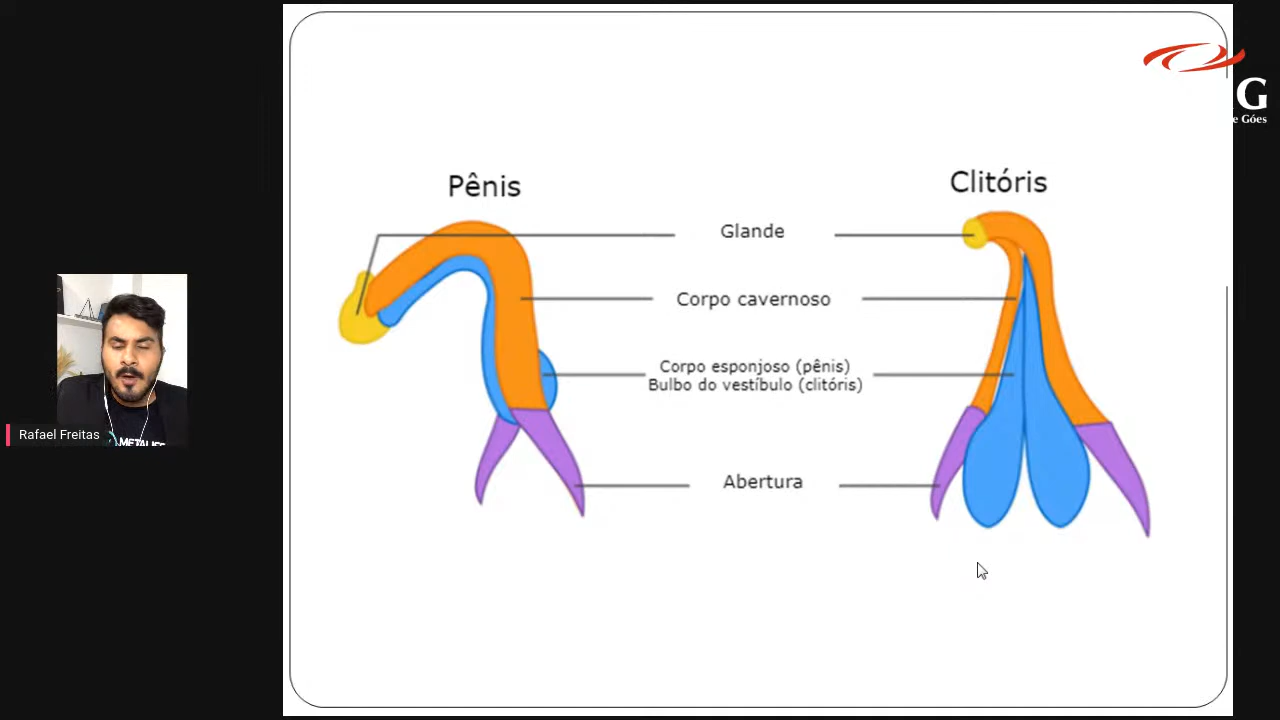 G
e Góes
Pênis
Clitóris
Glande
Corpo cavernoso
Corpo esponjoso (pênis)
Bulbo do vestíbulo (clitóris)
Abertura
Rafael Freitas